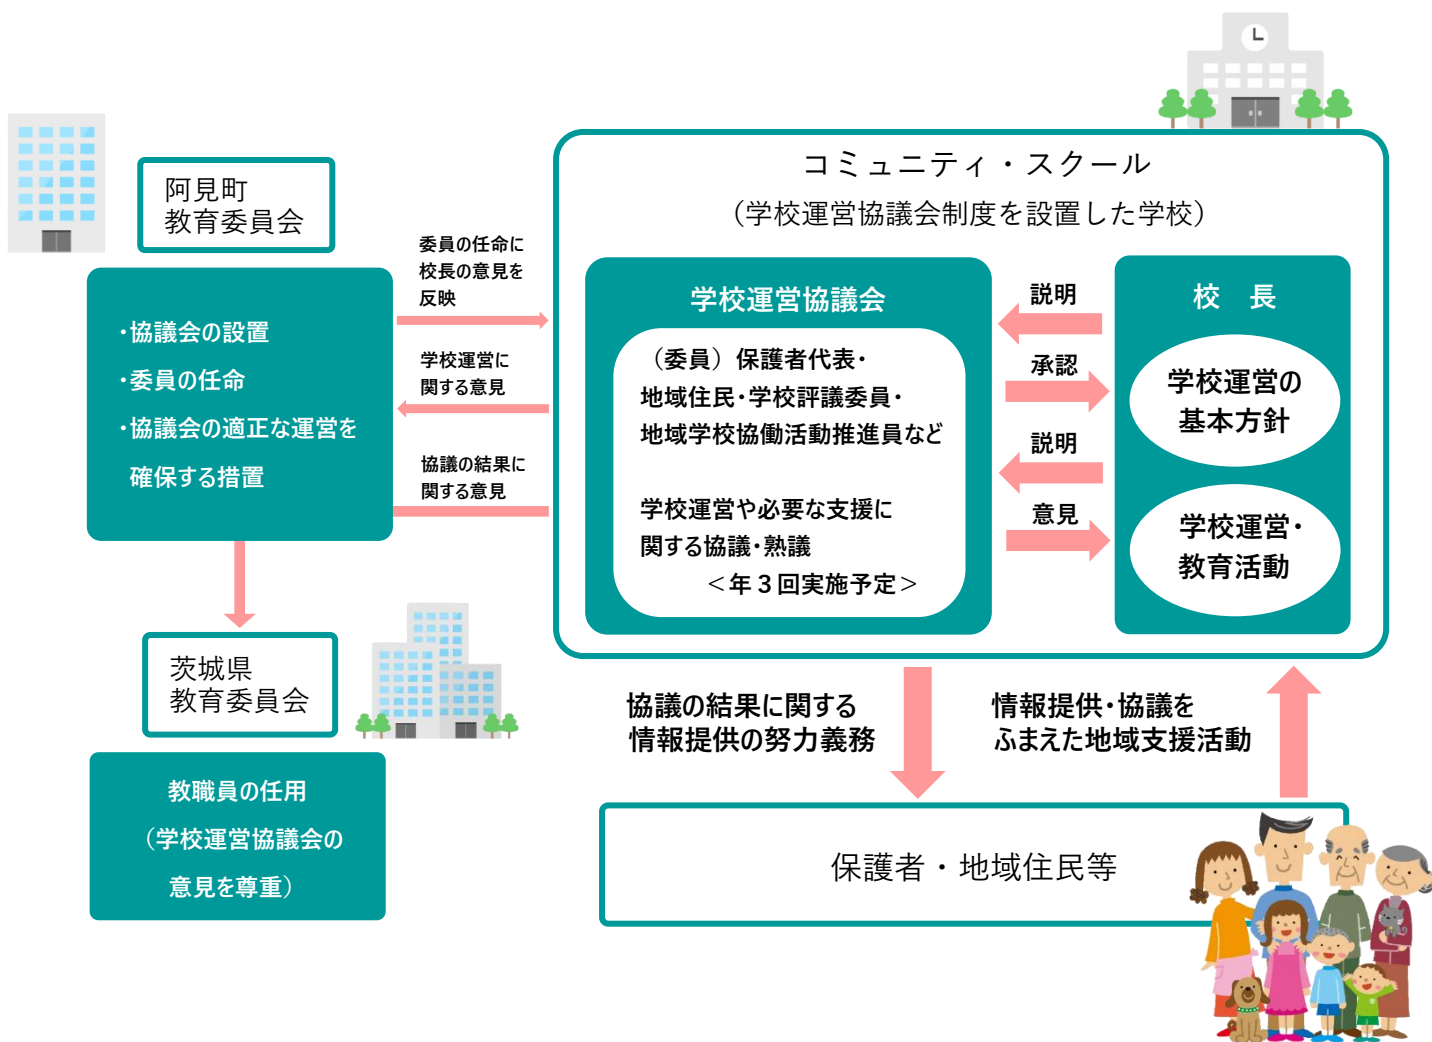 コミュニティ・スクール
（学校運営協議会制度を設置した学校）
阿見町
教育委員会
・協議会の設置
・委員の任命
・協議会の適正な運営を
確保する措置
委員の任命に
校長の意見を
反映
学校運営に
関する意見
協議の結果に
関する意見
学校運営協議会
（委員）保護者代表・
地域住民・学校評議委員・
地域学校協働活動推進員など
学校運営や必要な支援に
関する協議・熟議
＜年３回実施予定＞
説明
承認
説明
意見
校　長
学校運営の
基本方針
学校運営・
教育活動
茨城県
教育委員会
教職員の任用
（学校運営協議会の
意見を尊重）
協議の結果に関する
情報提供の努力義務
情報提供・協議を
ふまえた地域支援活動
保護者・地域住民等